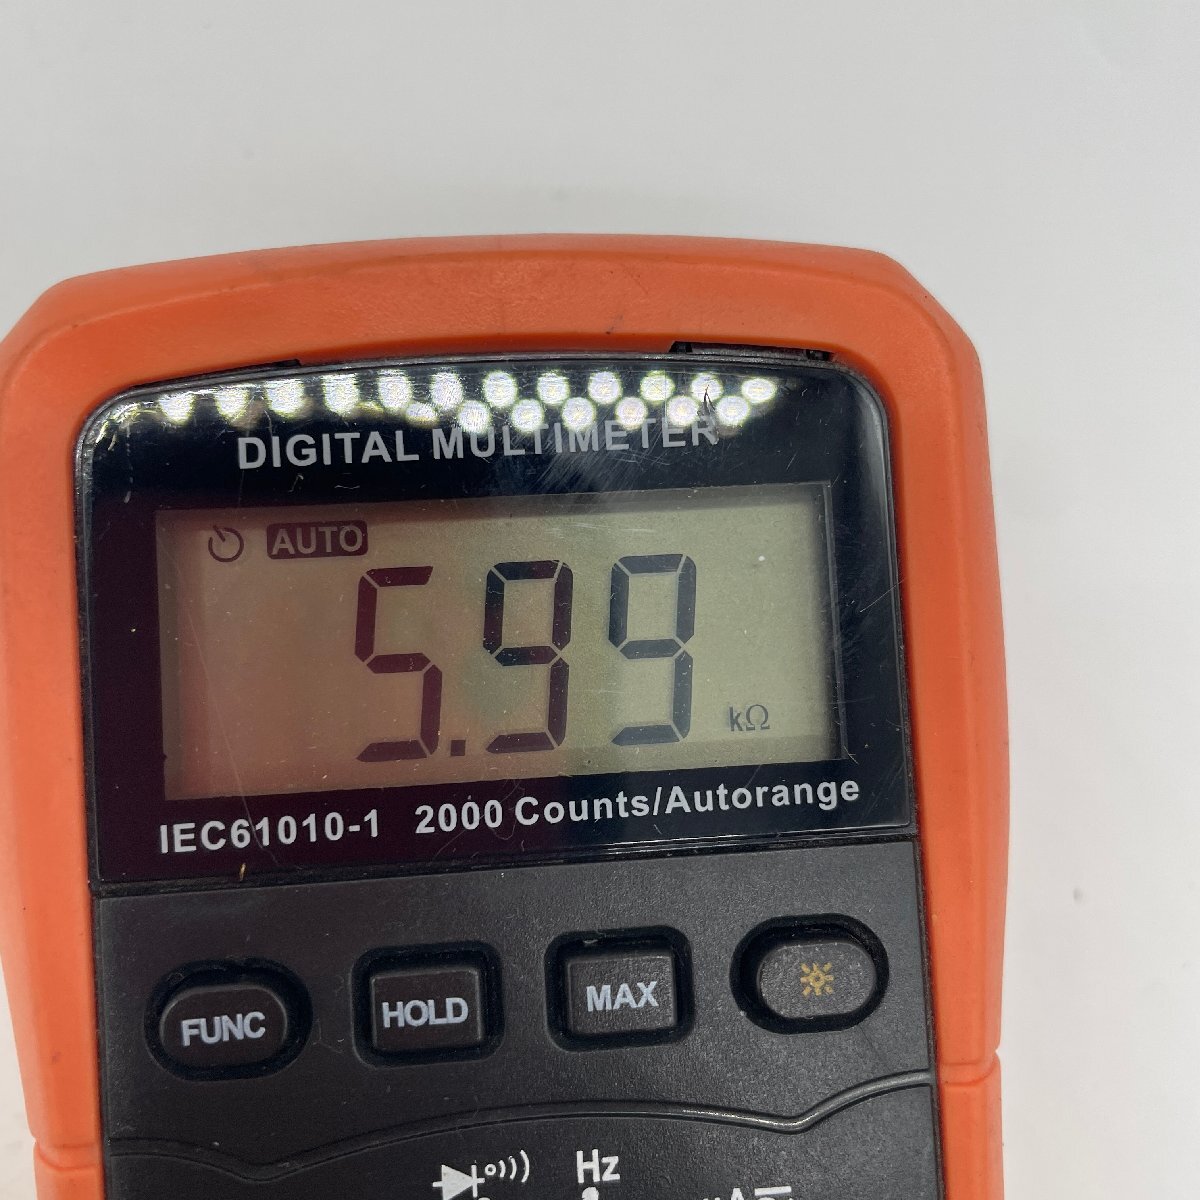 DIGITAL MULTIMETER
AUTO
5.99 kΩ
IEC61010-1 2000 Counts/Autorange
FUNC HOLD MAX
Hz